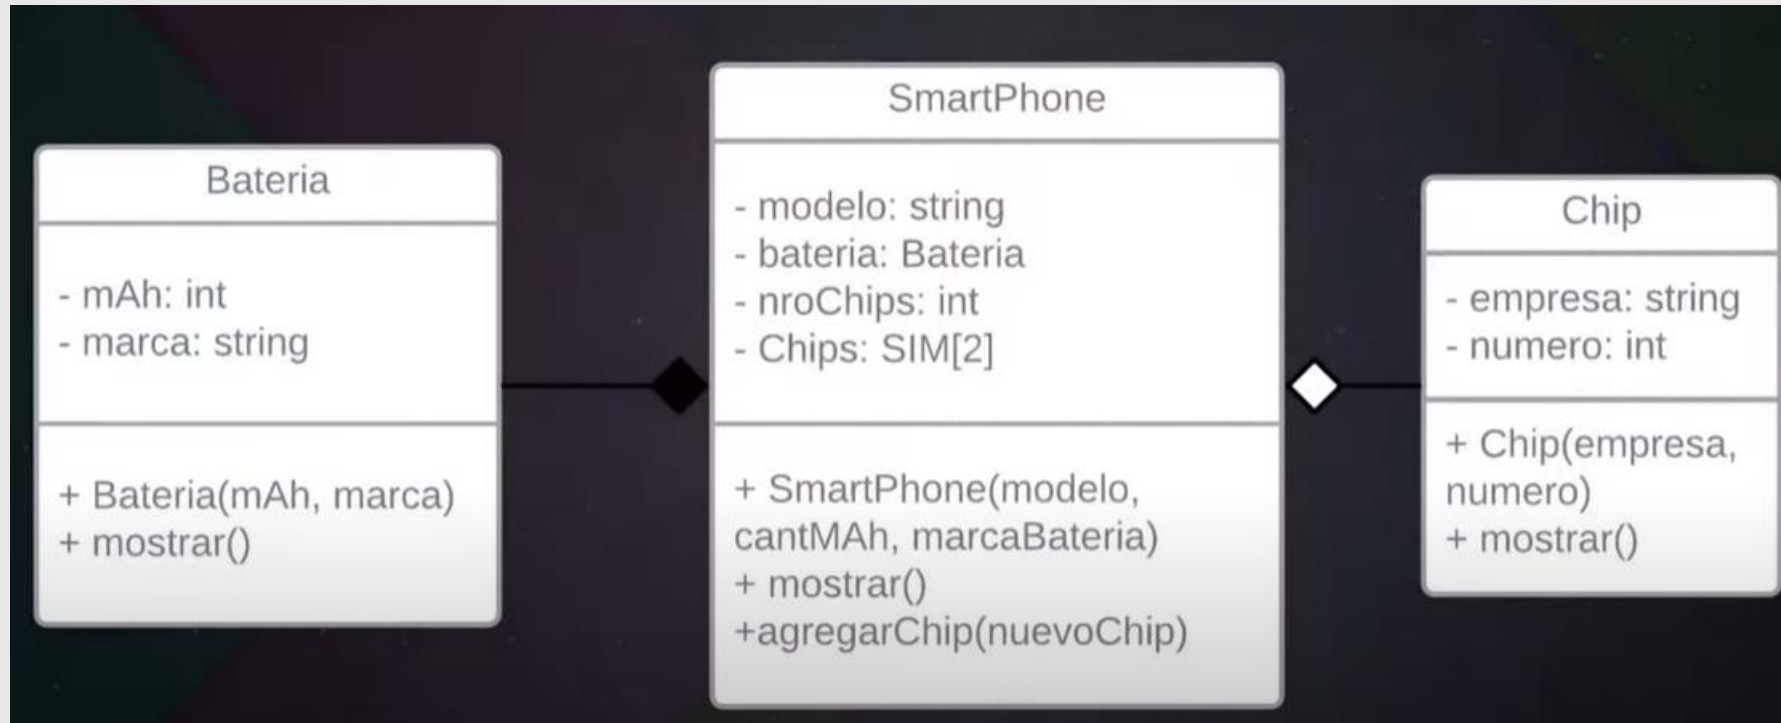 Bateria
- mAh: int
- marca: string
+ Bateria(mAh, marca)
+ mostrar()
SmartPhone
- modelo: string
- bateria: Bateria
- nroChips: int
- Chips: SIM[2]
+ SmartPhone(modelo,
cantMAh, marcaBateria)
+ mostrar()
+agregarChip(nuevoChip)
Chip
- empresa: string
- numero: int
+ Chip(empresa,
numero)
+ mostrar()